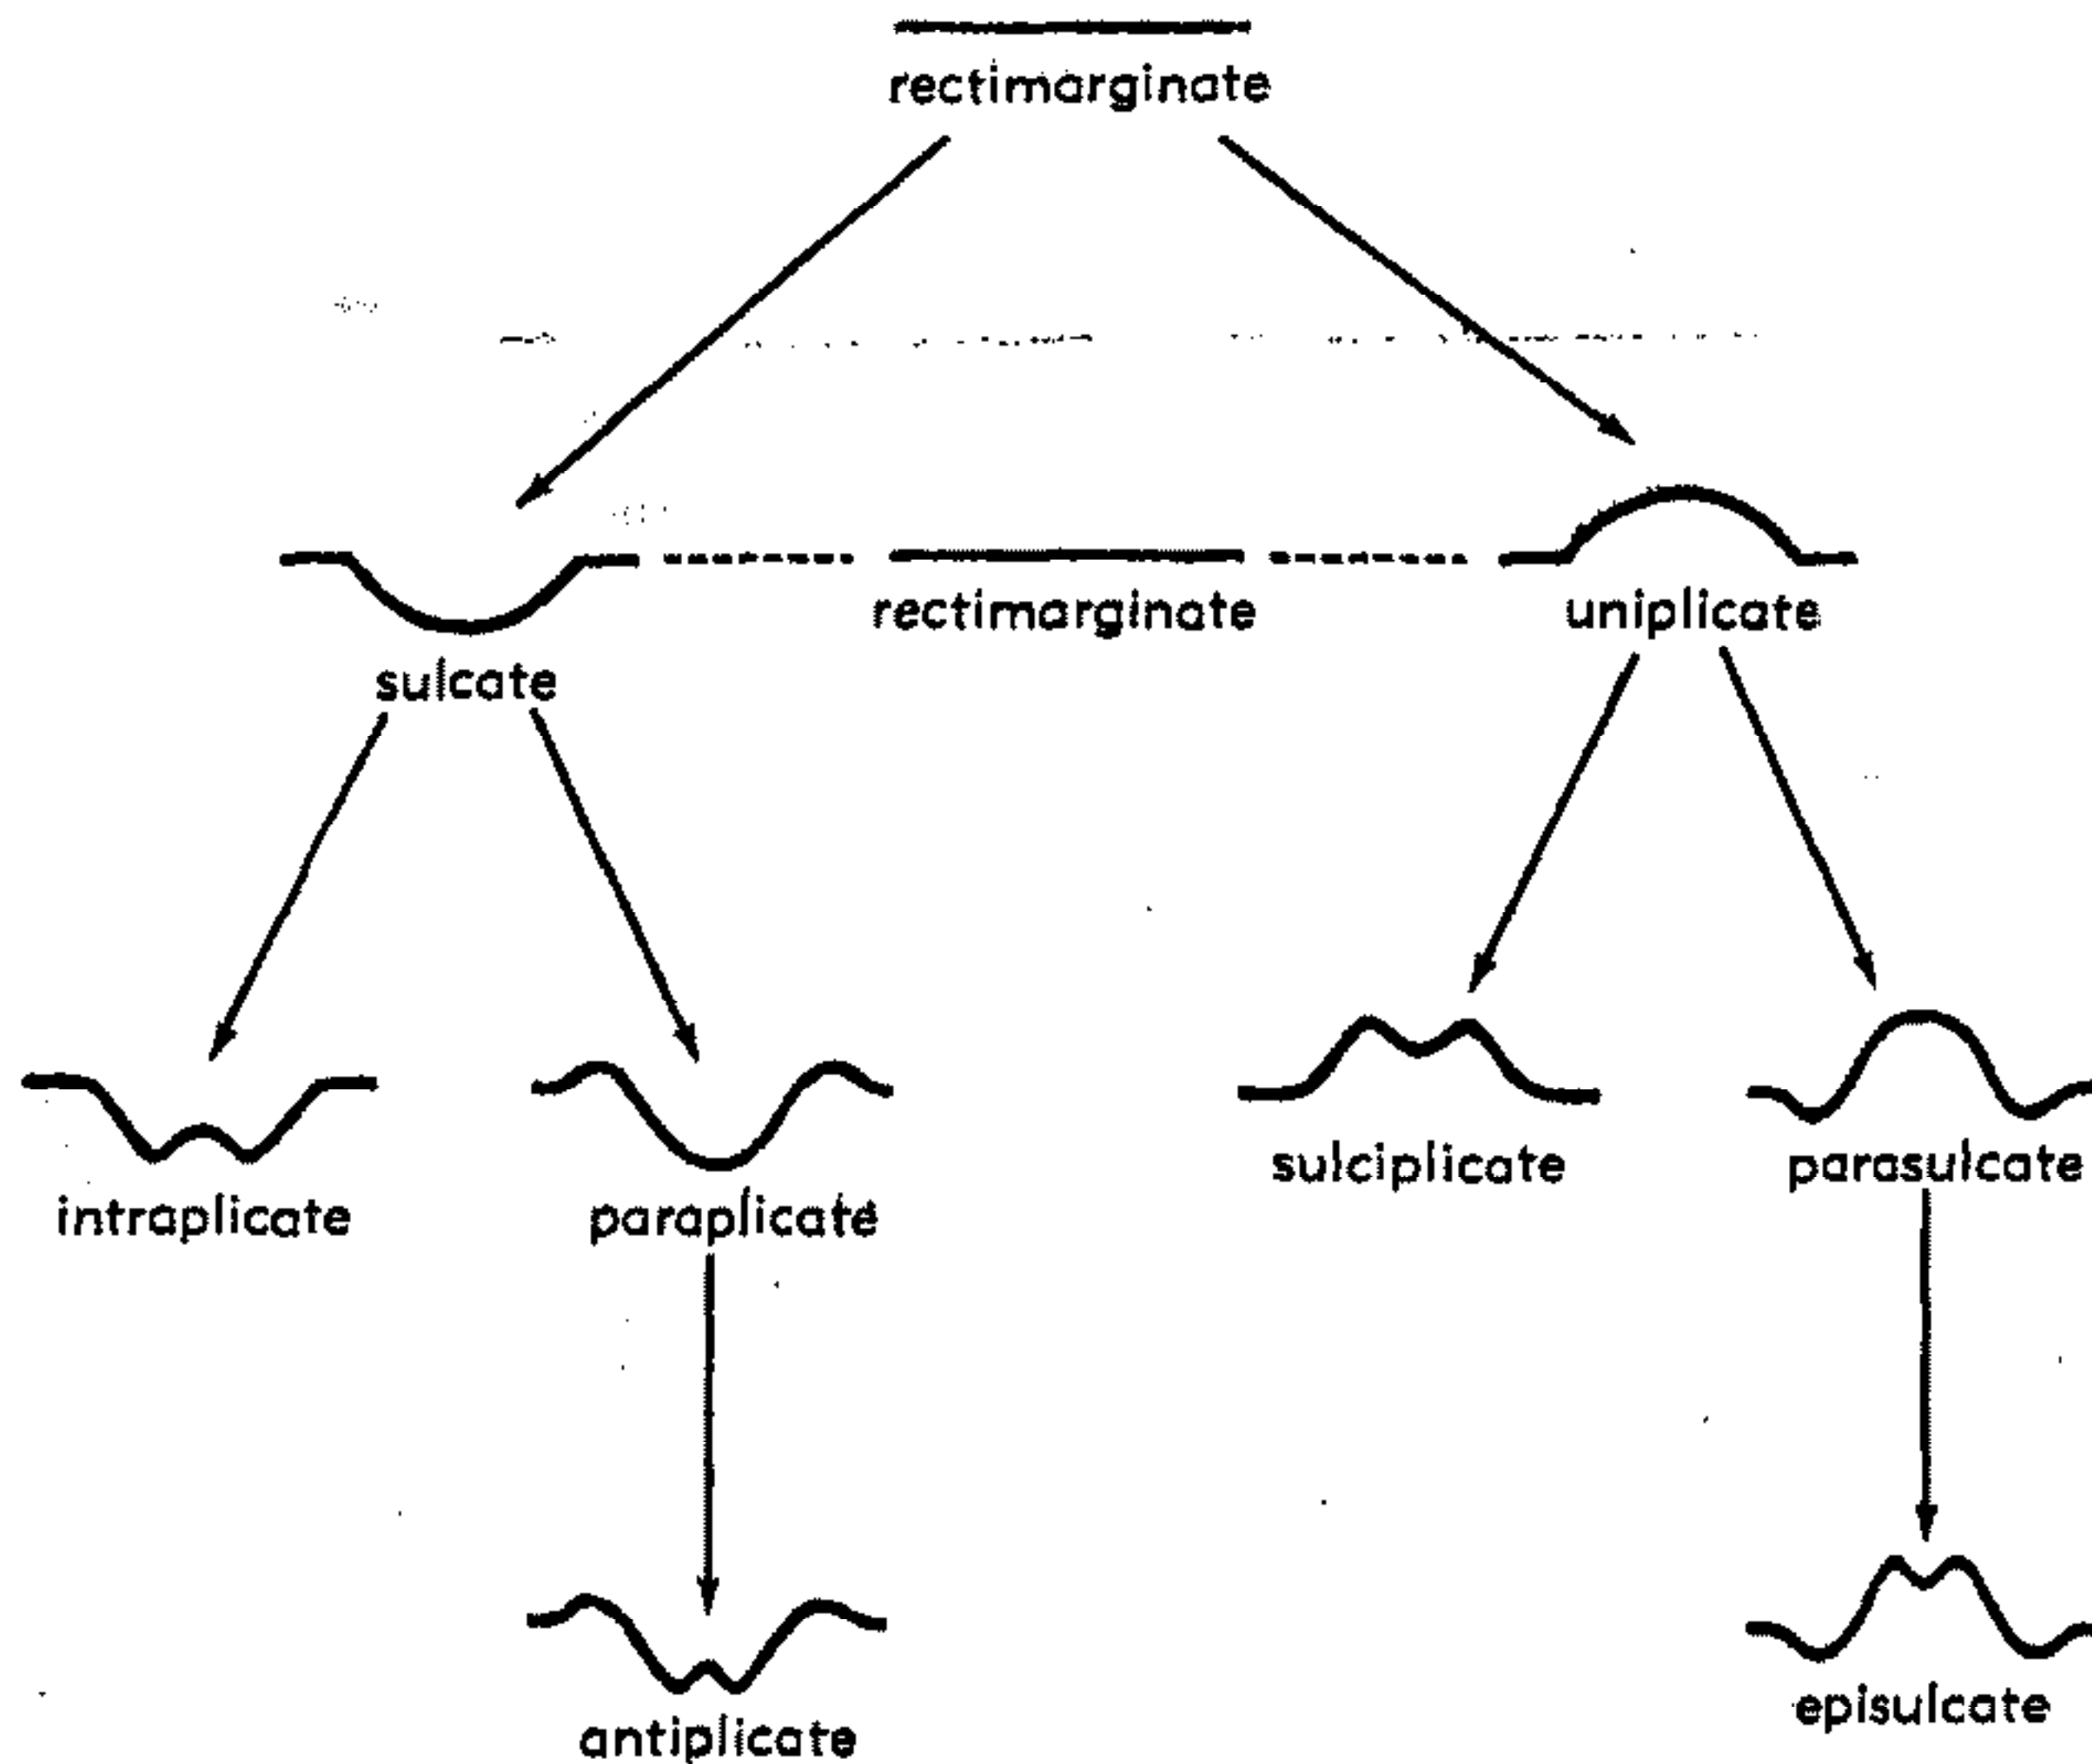 rectimarginate
rectimarginate
uniplicate
sulcate
sulciplicate
parasulcate
intraplicate
paraplicate
episulcate
antiplicate